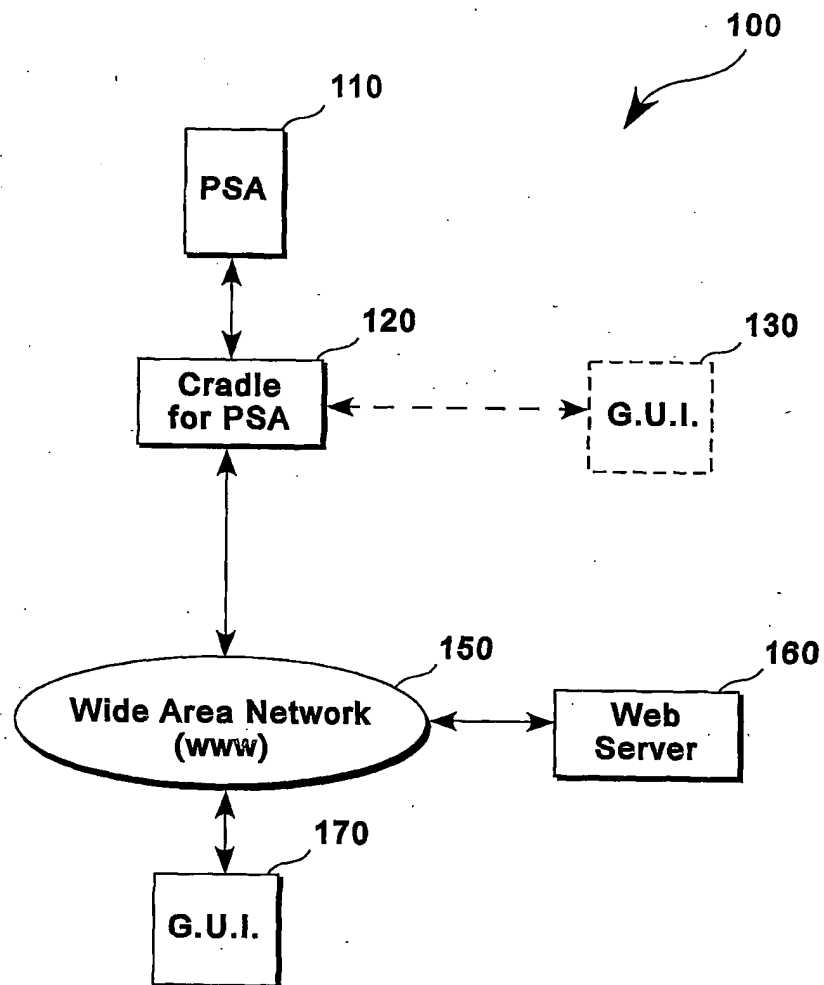 100
110
PSA
120
Cradle
for PSA
130
G.U.I.
150
Wide Area Network
(www)
160
Web
Server
170
G.U.I.